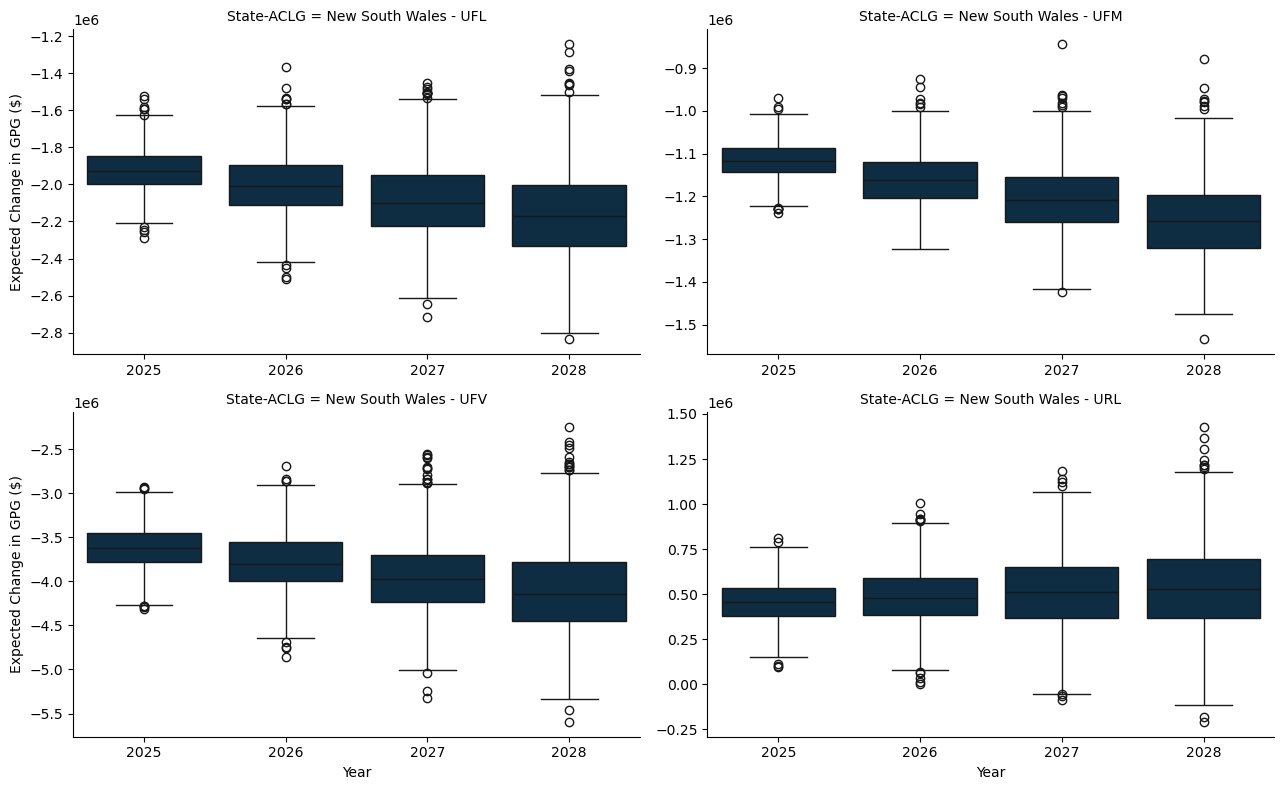 State-ACLG = New South Wales - UFL
1e6
Expected Change in GPG ($)
−1.2
−1.4
−1.6
−1.8
−2.0
−2.2
−2.4
−2.6
−2.8
2025 2026 2027 2028
State-ACLG = New South Wales - UFM
1e6
−0.9
−1.0
−1.1
−1.2
−1.3
−1.4
−1.5
2025 2026 2027 2028
State-ACLG = New South Wales - UFV
1e6
Expected Change in GPG ($)
−2.5
−3.0
−3.5
−4.0
−4.5
−5.0
−5.5
2025 2026 2027 2028
Year
State-ACLG = New South Wales - URL
1e6
1.50
1.25
1.00
0.75
0.50
0.25
0.00
−0.25
2025 2026 2027 2028
Year